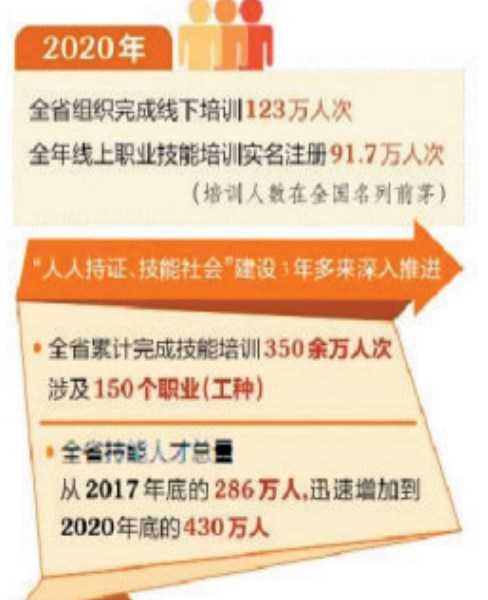 2020年
全省组织完成线下培训123万人次
全年线上职业技能培训实名注册91.7万人次
(培训人数在全国名列前茅)
“人人持证、技能社会”建设3年多来深入推进
全省累计完成技能培训350余万人次
涉及150个职业(工种)
全省技能人才总量
从2017年底的286万人,迅速增加到
2020年底的430万人